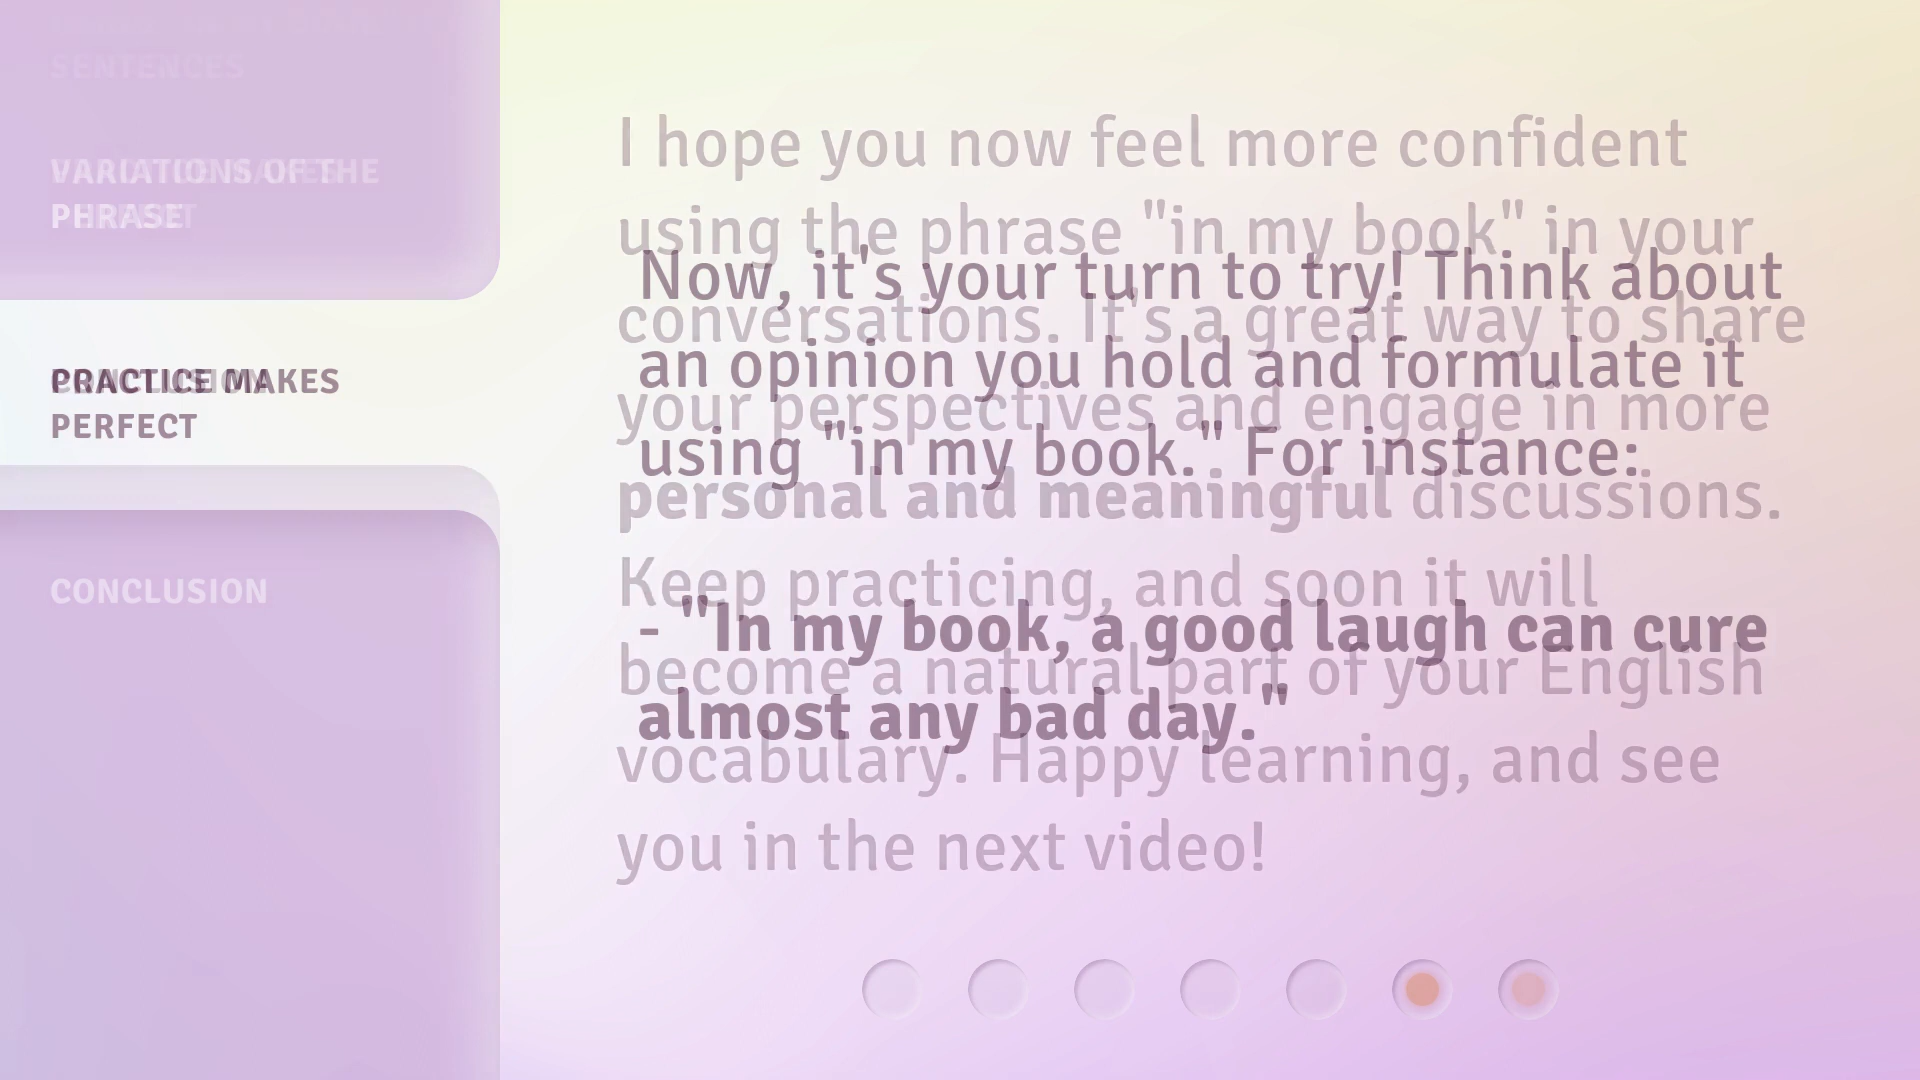 SENTENCES
VARIATIONS OF THE
PHRASE
PRACTICE MAKES
PERFECT
CONCLUSION
Now, it's your turn to try! Think about
an opinion you hold and formulate it
using "in my book." For instance:
- "In my book, a good laugh can cure
almost any bad day."
I hope you now feel more confident
using the phrase "in my book" in your
conversations. It's a great way to share
your perspectives and engage in more
personal and meaningful discussions.
Keep practicing, and soon it will
become a natural part of your English
vocabulary. Happy learning, and see
you in the next video!